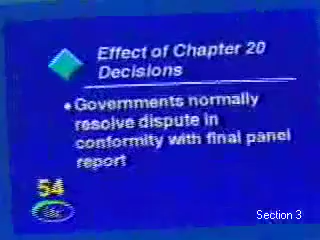 Effect of Chapter 20
Decisions
• Governments normally
resolve dispute in
conformity with final panel
report
54
Section 3